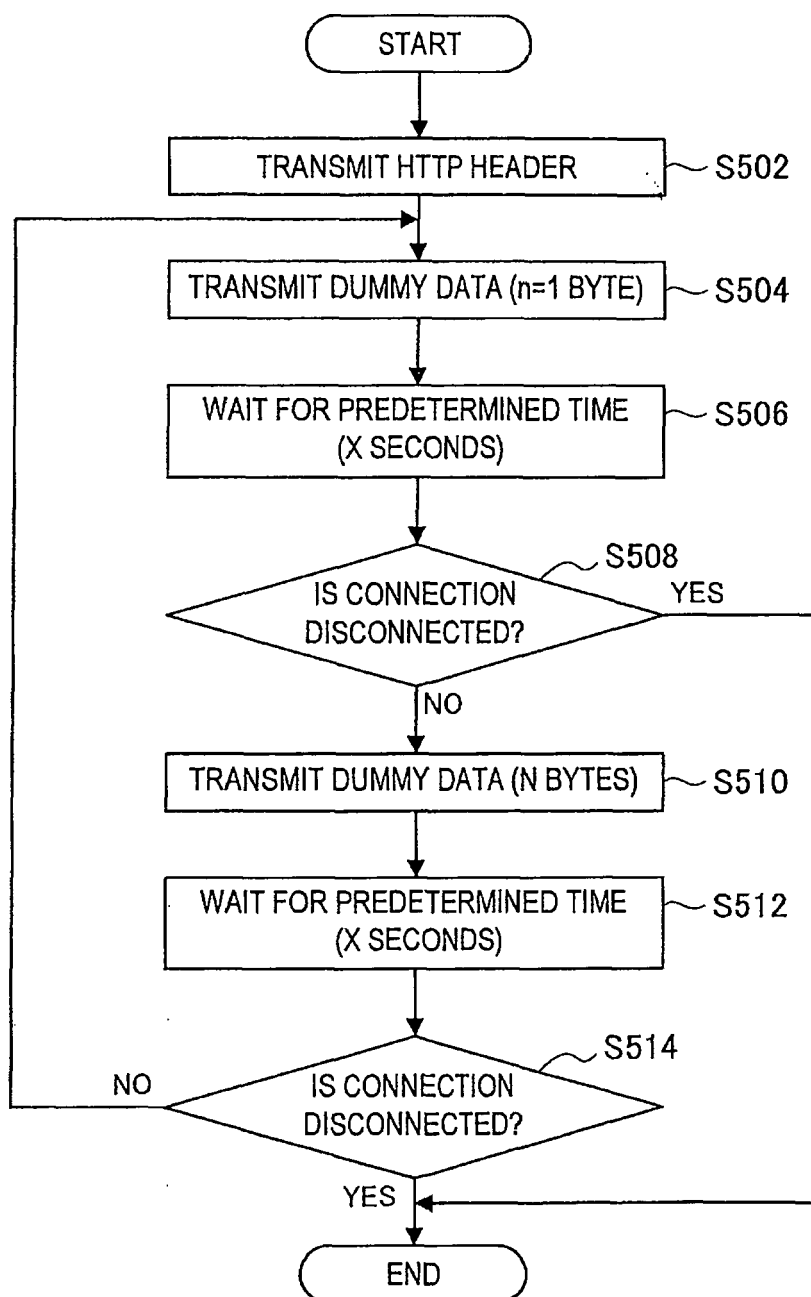 START
TRANSMIT HTTP HEADER
S502
TRANSMIT DUMMY DATA (n=1 BYTE)
S504
WAIT FOR PREDETERMINED TIME
(X SECONDS)
S506
S508
IS CONNECTION
DISCONNECTED?
YES
NO
TRANSMIT DUMMY DATA (N BYTES)
S510
WAIT FOR PREDETERMINED TIME
(X SECONDS)
S512
S514
NO
IS CONNECTION
DISCONNECTED?
YES
END